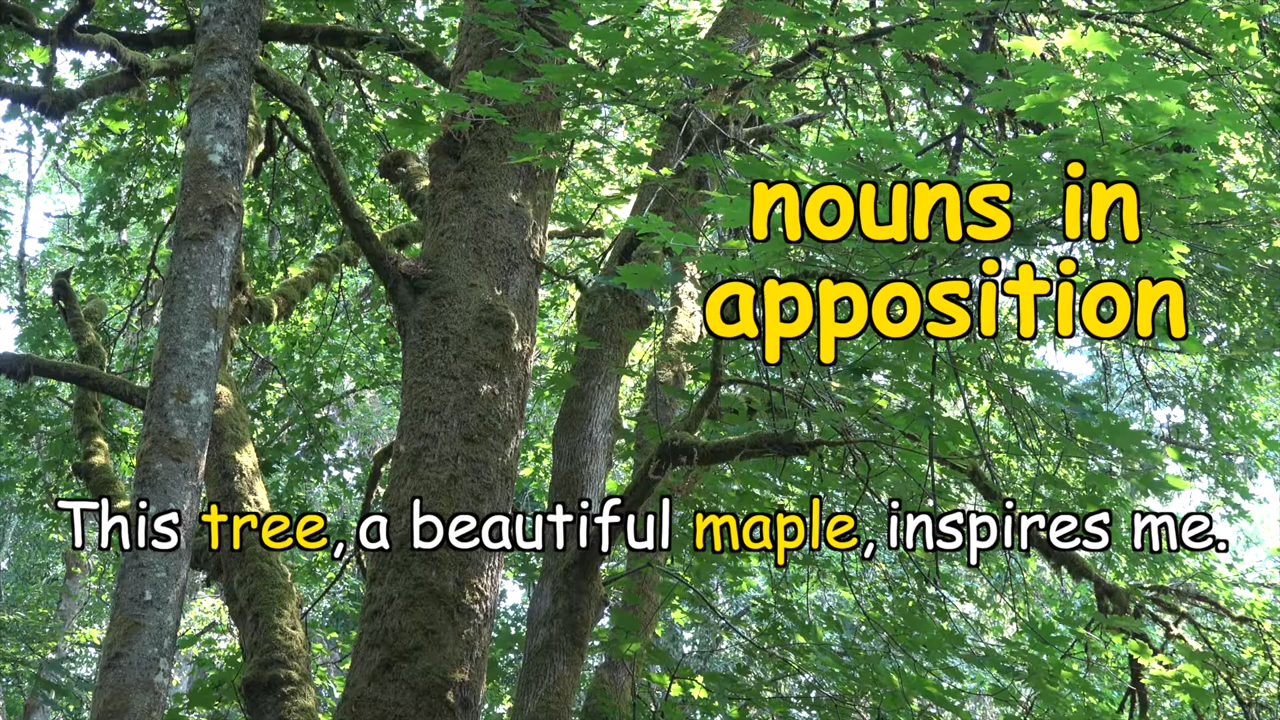 nouns in
apposition
This tree, a beautiful maple, inspires me.